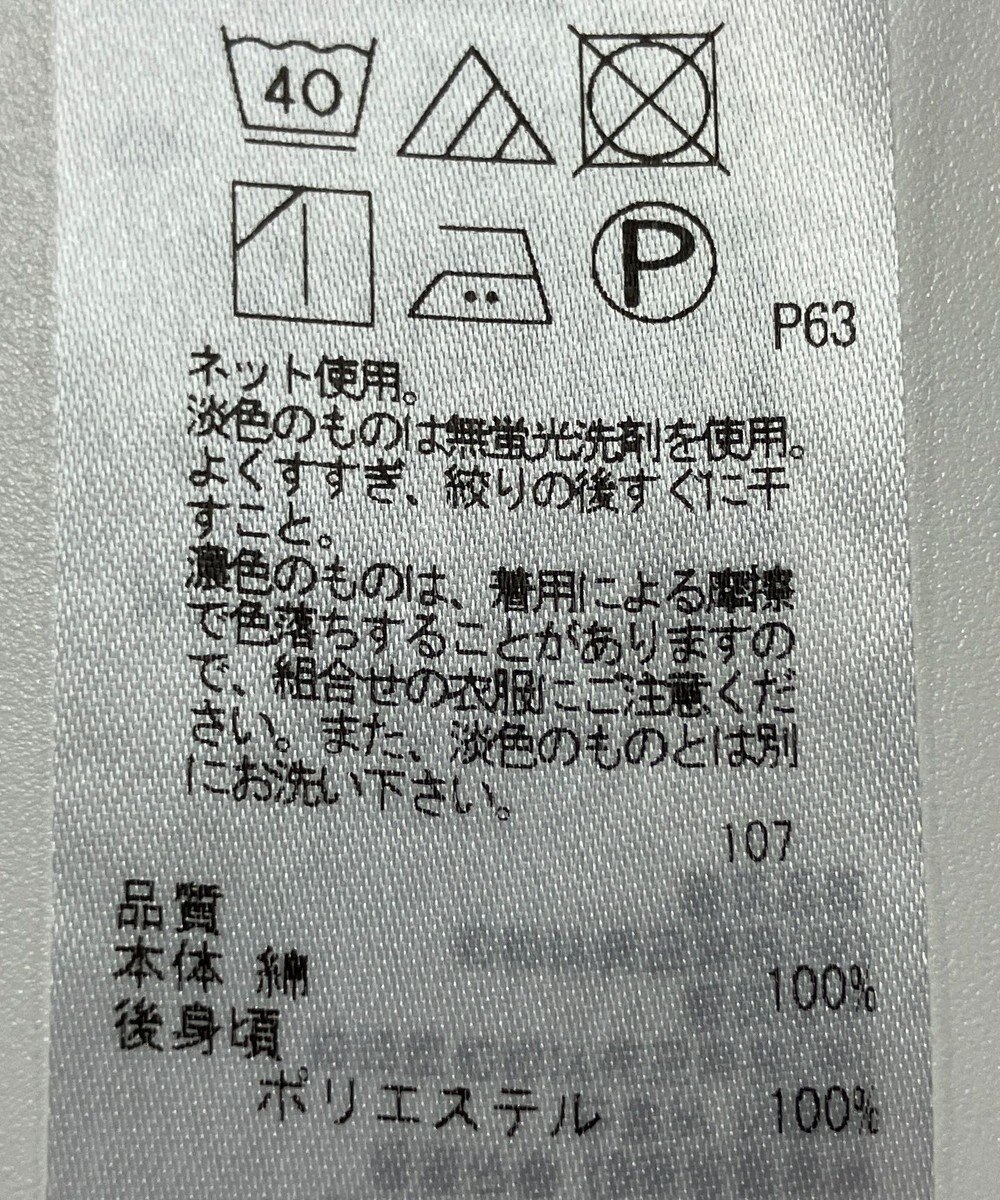 40
P
P63
ネット使用。
淡色のものは無蛍光洗剤を使用。
よくすすぎ、絞りの後すぐに干
すこと。
濃色のものは、着用による摩擦
で色落ちすることがありますの
で、組合せの衣服にご注意くだ
さい。また、淡色のものとは別
にお洗い下さい。
107
品質
本体 綿 100%
後身頃
ポリエステル 100%